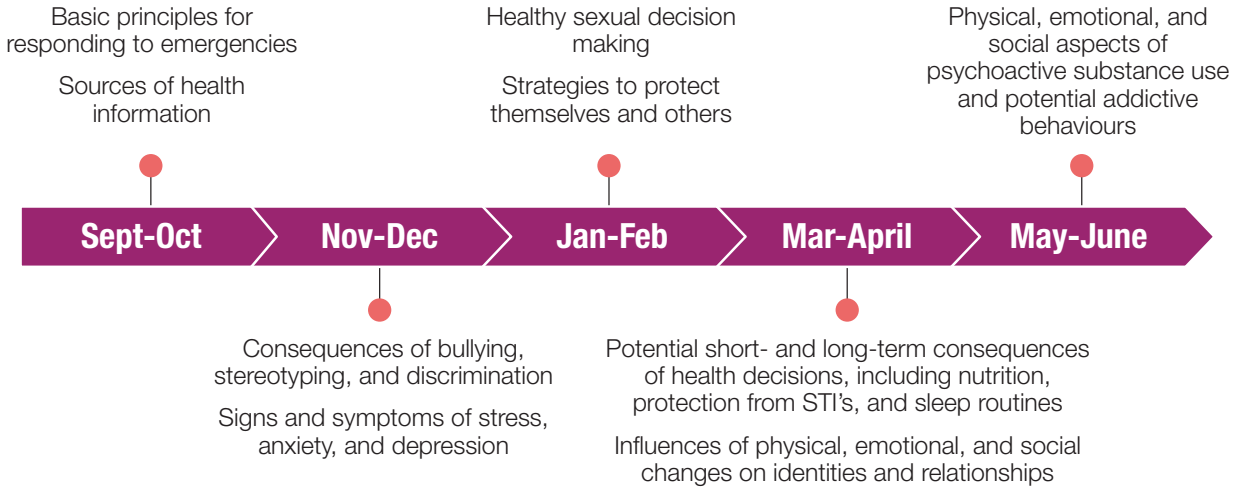 Basic principles for
responding to emergencies
Sources of health
information
Healthy sexual decision
making
Strategies to protect
themselves and others
Physical, emotional, and
social aspects of
psychoactive substance use
and potential addictive
behaviours
Sept-Oct
Nov-Dec
Jan-Feb
Mar-April
May-June
Consequences of bullying,
stereotyping, and discrimination
Signs and symptoms of stress,
anxiety, and depression
Potential short- and long-term consequences
of health decisions, including nutrition,
protection from STI's, and sleep routines
Influences of physical, emotional, and social
changes on identities and relationships